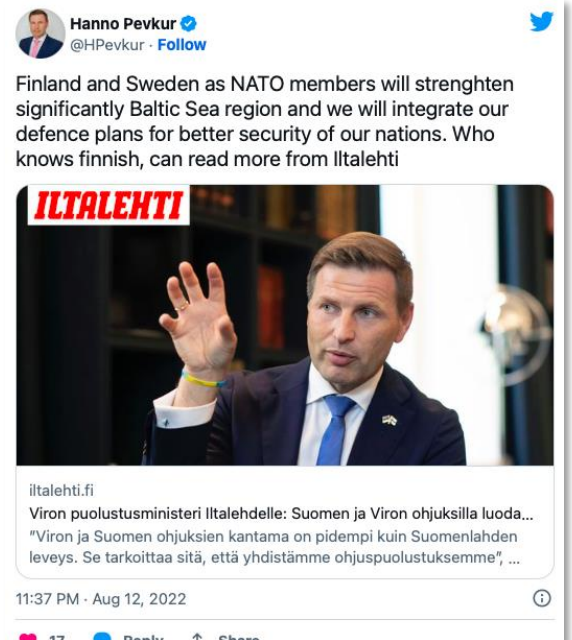 Hanno Pevkur
@HPevkur · Follow
Finland and Sweden as NATO members will strenghten
significantly Baltic Sea region and we will integrate our
defence plans for better security of our nations. Who
knows finnish, can read more from Iltalehti
ILTALEHTI
iltalehti.fi
Viron puolustusministeri Iltalehdelle: Suomen ja Viron ohjuksilla luoda...
"Viron ja Suomen ohjuksien kantama on pidempi kuin Suomenlahden
leveys. Se tarkoittaa sitä, että yhdistämme ohjuspuolustuksemme", ...
11:37 PM · Aug 12, 2022
17 Reply Share